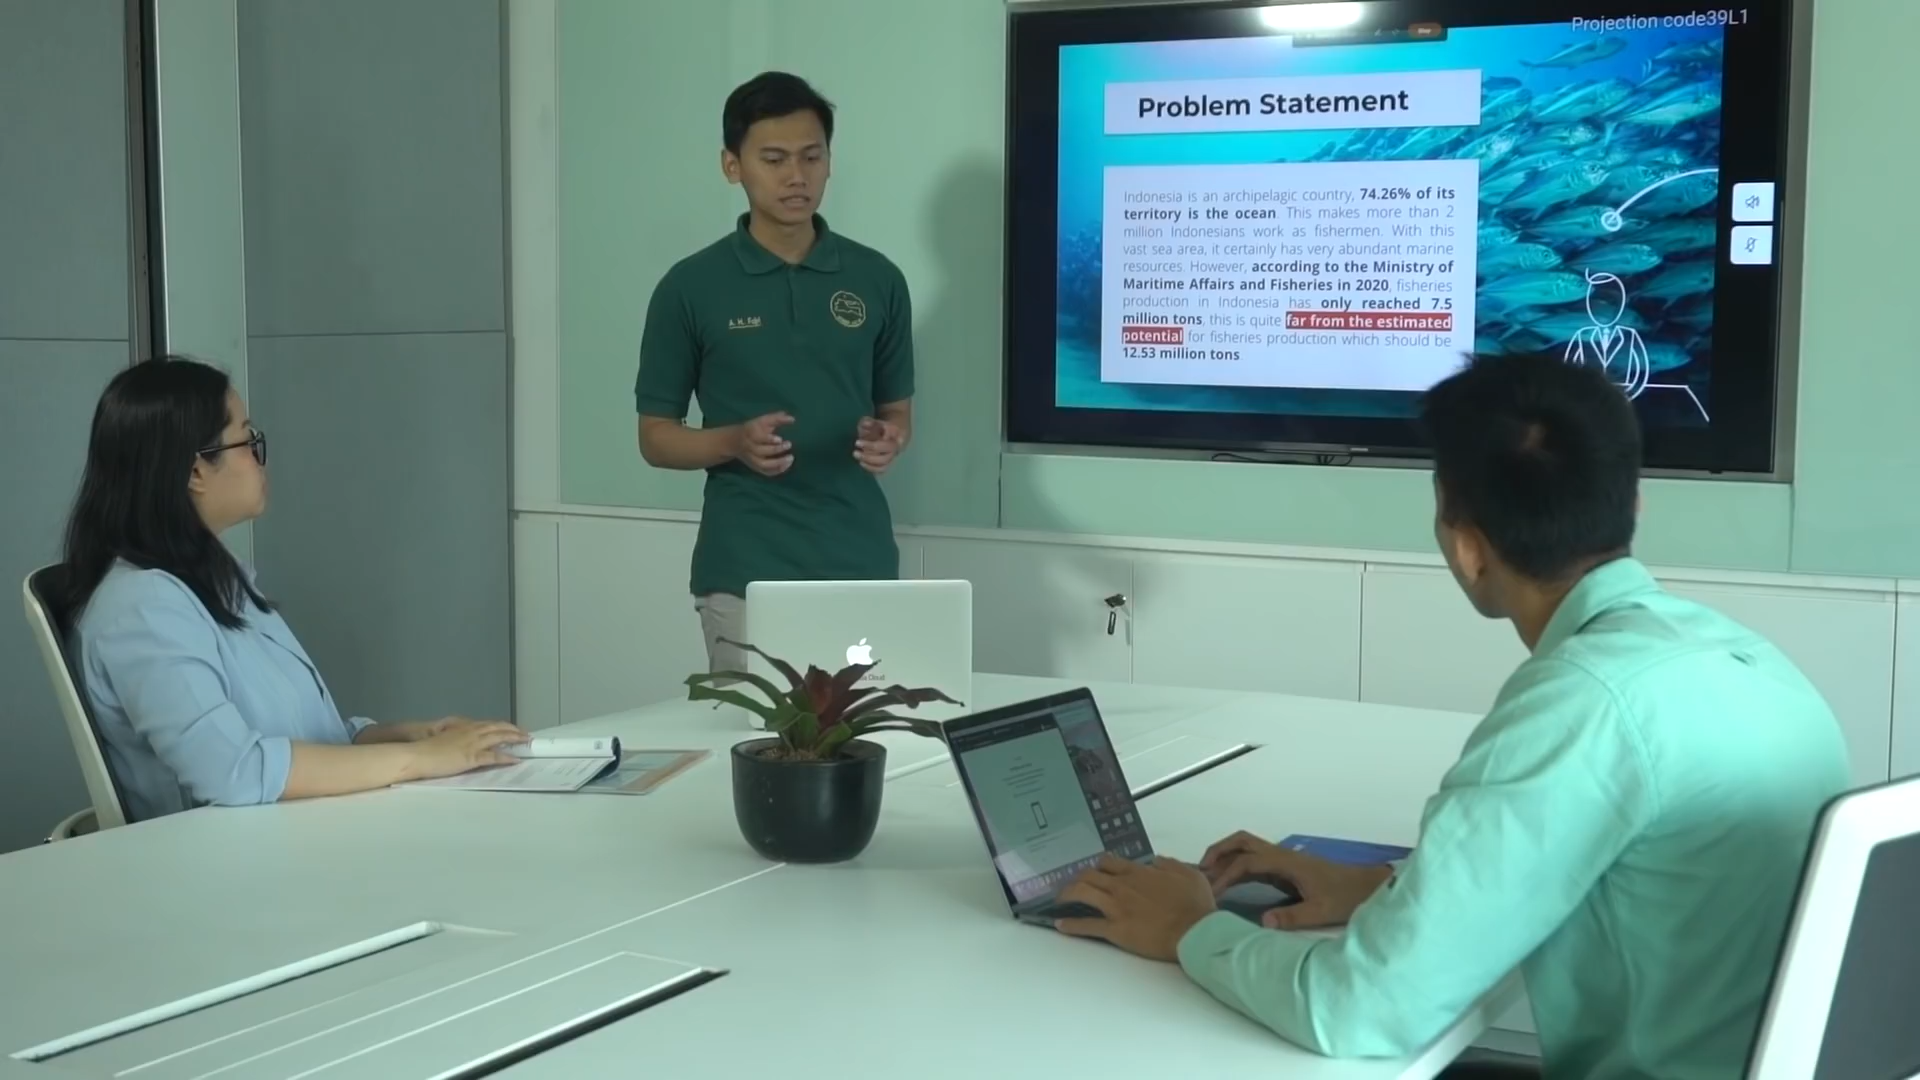 Projection code39L1
Stop
Problem Statement
Indonesia is an archipelagic country, 74.26% of its
territory is the ocean. This makes more than 2
million Indonesians work as fishermen. With this
vast sea area, it certainly has very abundant marine
resources. However, according to the Ministry of
Maritime Affairs and Fisheries in 2020, fisheries
production in Indonesia has only reached 7.5
million tons, this is quite far from the estimated
potential for fisheries production which should be
12.53 million tons
A. H. Fajri
Cloud